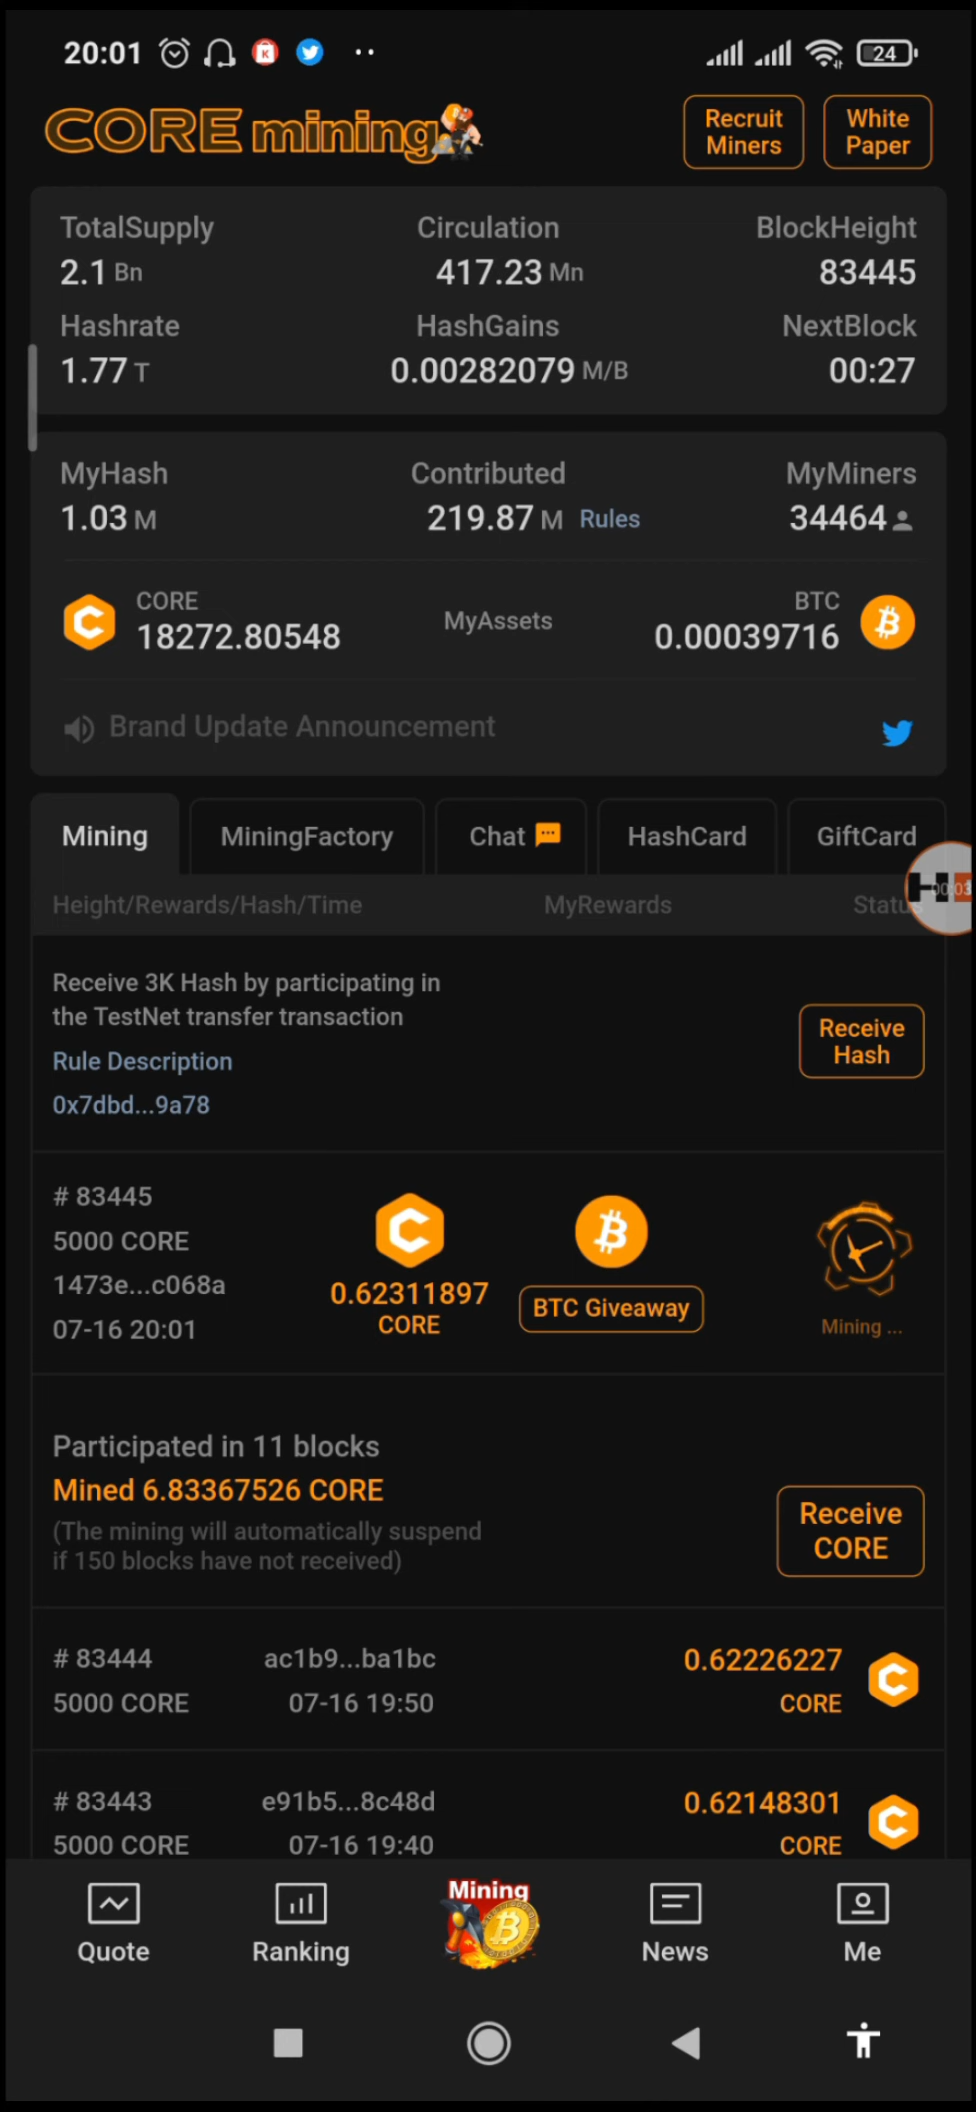 20:01 24
CORE mining
Recruit Miners
White Paper
TotalSupply Circulation BlockHeight
2.1 Bn 417.23 Mn 83445
Hashrate HashGains NextBlock
1.77 T 0.00282079 M/B 00:27
MyHash Contributed MyMiners
1.03 M 219.87 M Rules 34464
CORE MyAssets BTC
18272.80548 0.00039716
Brand Update Announcement
Mining MiningFactory Chat HashCard GiftCard
Height/Rewards/Hash/Time MyRewards Status
00:03
Receive 3K Hash by participating in
the TestNet transfer transaction
Rule Description
0x7dbd...9a78
Receive
Hash
# 83445
5000 CORE
1473e...c068a
07-16 20:01
0.62311897
CORE
BTC Giveaway
Mining ...
Participated in 11 blocks
Mined 6.83367526 CORE
(The mining will automatically suspend
if 150 blocks have not received)
Receive
CORE
# 83444 ac1b9...ba1bc 0.62226227
5000 CORE 07-16 19:50 CORE
# 83443 e91b5...8c48d 0.62148301
5000 CORE 07-16 19:40 CORE
Mining
Quote Ranking News Me